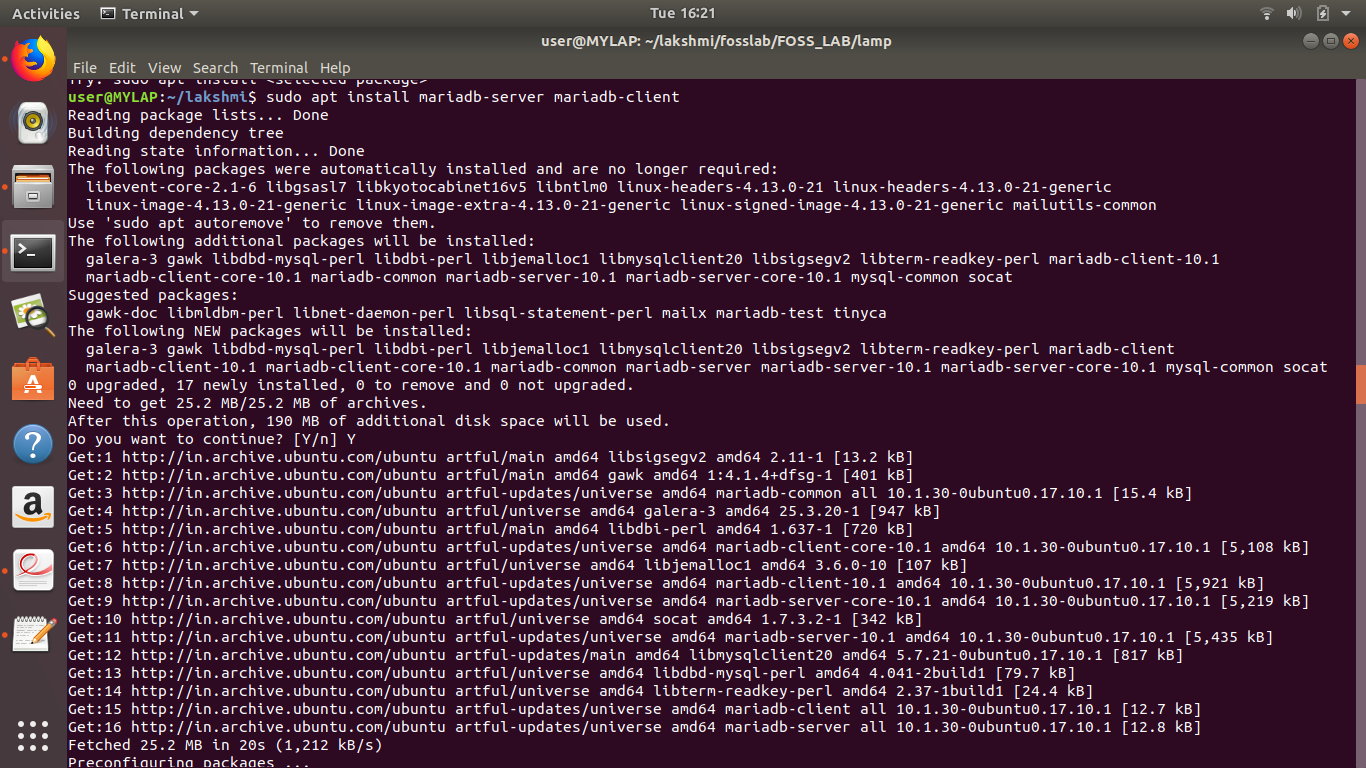 Activities Terminal Tue 16:21
user@MYLAP: ~/lakshmi/fosslab/FOSS_LAB/lamp
File Edit View Search Terminal Help
Try: sudo apt install <selected package>
user@MYLAP:~/lakshmi$ sudo apt install mariadb-server mariadb-client
Reading package lists... Done
Building dependency tree
Reading state information... Done
The following packages were automatically installed and are no longer required:
  libevent-core-2.1-6 libgsasl7 libkyotocabinet16v5 libntlm0 linux-headers-4.13.0-21 linux-headers-4.13.0-21-generic
  linux-image-4.13.0-21-generic linux-image-extra-4.13.0-21-generic linux-signed-image-4.13.0-21-generic mailutils-common
Use 'sudo apt autoremove' to remove them.
The following additional packages will be installed:
  galera-3 gawk libdbd-mysql-perl libdbi-perl libjemalloc1 libmysqlclient20 libsigsegv2 libterm-readkey-perl mariadb-client-10.1
  mariadb-client-core-10.1 mariadb-common mariadb-server-10.1 mariadb-server-core-10.1 mysql-common socat
Suggested packages:
  gawk-doc libmldbm-perl libnet-daemon-perl libsql-statement-perl mailx mariadb-test tinyca
The following NEW packages will be installed:
  galera-3 gawk libdbd-mysql-perl libdbi-perl libjemalloc1 libmysqlclient20 libsigsegv2 libterm-readkey-perl mariadb-client
  mariadb-client-10.1 mariadb-client-core-10.1 mariadb-common mariadb-server mariadb-server-10.1 mariadb-server-core-10.1 mysql-common socat
0 upgraded, 17 newly installed, 0 to remove and 0 not upgraded.
Need to get 25.2 MB/25.2 MB of archives.
After this operation, 190 MB of additional disk space will be used.
Do you want to continue? [Y/n] Y
Get:1 http://in.archive.ubuntu.com/ubuntu artful/main amd64 libsigsegv2 amd64 2.11-1 [13.2 kB]
Get:2 http://in.archive.ubuntu.com/ubuntu artful/main amd64 gawk amd64 1:4.1.4+dfsg-1 [401 kB]
Get:3 http://in.archive.ubuntu.com/ubuntu artful-updates/universe amd64 mariadb-common all 10.1.30-0ubuntu0.17.10.1 [15.4 kB]
Get:4 http://in.archive.ubuntu.com/ubuntu artful/universe amd64 galera-3 amd64 25.3.20-1 [947 kB]
Get:5 http://in.archive.ubuntu.com/ubuntu artful/main amd64 libdbi-perl amd64 1.637-1 [720 kB]
Get:6 http://in.archive.ubuntu.com/ubuntu artful-updates/universe amd64 mariadb-client-core-10.1 amd64 10.1.30-0ubuntu0.17.10.1 [5,108 kB]
Get:7 http://in.archive.ubuntu.com/ubuntu artful/universe amd64 libjemalloc1 amd64 3.6.0-10 [107 kB]
Get:8 http://in.archive.ubuntu.com/ubuntu artful-updates/universe amd64 mariadb-client-10.1 amd64 10.1.30-0ubuntu0.17.10.1 [5,921 kB]
Get:9 http://in.archive.ubuntu.com/ubuntu artful-updates/universe amd64 mariadb-server-core-10.1 amd64 10.1.30-0ubuntu0.17.10.1 [5,219 kB]
Get:10 http://in.archive.ubuntu.com/ubuntu artful/universe amd64 socat amd64 1.7.3.2-1 [342 kB]
Get:11 http://in.archive.ubuntu.com/ubuntu artful-updates/universe amd64 mariadb-server-10.1 amd64 10.1.30-0ubuntu0.17.10.1 [5,435 kB]
Get:12 http://in.archive.ubuntu.com/ubuntu artful-updates/main amd64 libmysqlclient20 amd64 5.7.21-0ubuntu0.17.10.1 [817 kB]
Get:13 http://in.archive.ubuntu.com/ubuntu artful/universe amd64 libdbd-mysql-perl amd64 4.041-2build1 [79.7 kB]
Get:14 http://in.archive.ubuntu.com/ubuntu artful/universe amd64 libterm-readkey-perl amd64 2.37-1build1 [24.4 kB]
Get:15 http://in.archive.ubuntu.com/ubuntu artful-updates/universe amd64 mariadb-client all 10.1.30-0ubuntu0.17.10.1 [12.7 kB]
Get:16 http://in.archive.ubuntu.com/ubuntu artful-updates/universe amd64 mariadb-server all 10.1.30-0ubuntu0.17.10.1 [12.8 kB]
Fetched 25.2 MB in 20s (1,212 kB/s)
Preconfiguring packages ...